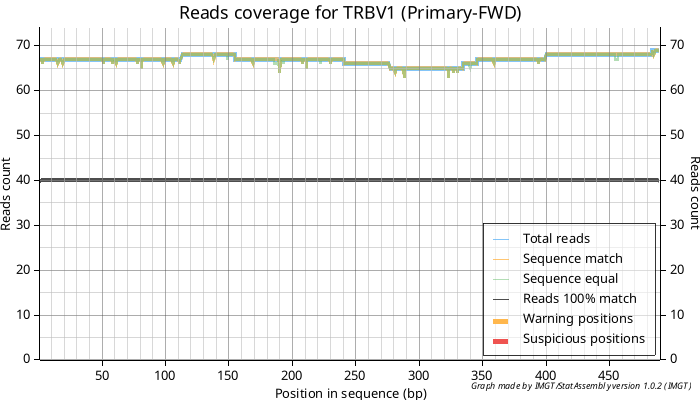 Reads coverage for TRBV1 (Primary-FWD)
70 70
60 60
50 50
40 40
30 30
20 20
10 10
0 0
Reads count
Reads count
Total reads
Sequence match
Sequence equal
Reads 100% match
Warning positions
Suspicious positions
50 100 150 200 250 300 350 400 450
Position in sequence (bp)
Graph made by IMGT/StatAssembly version 1.0.2 (IMGT)